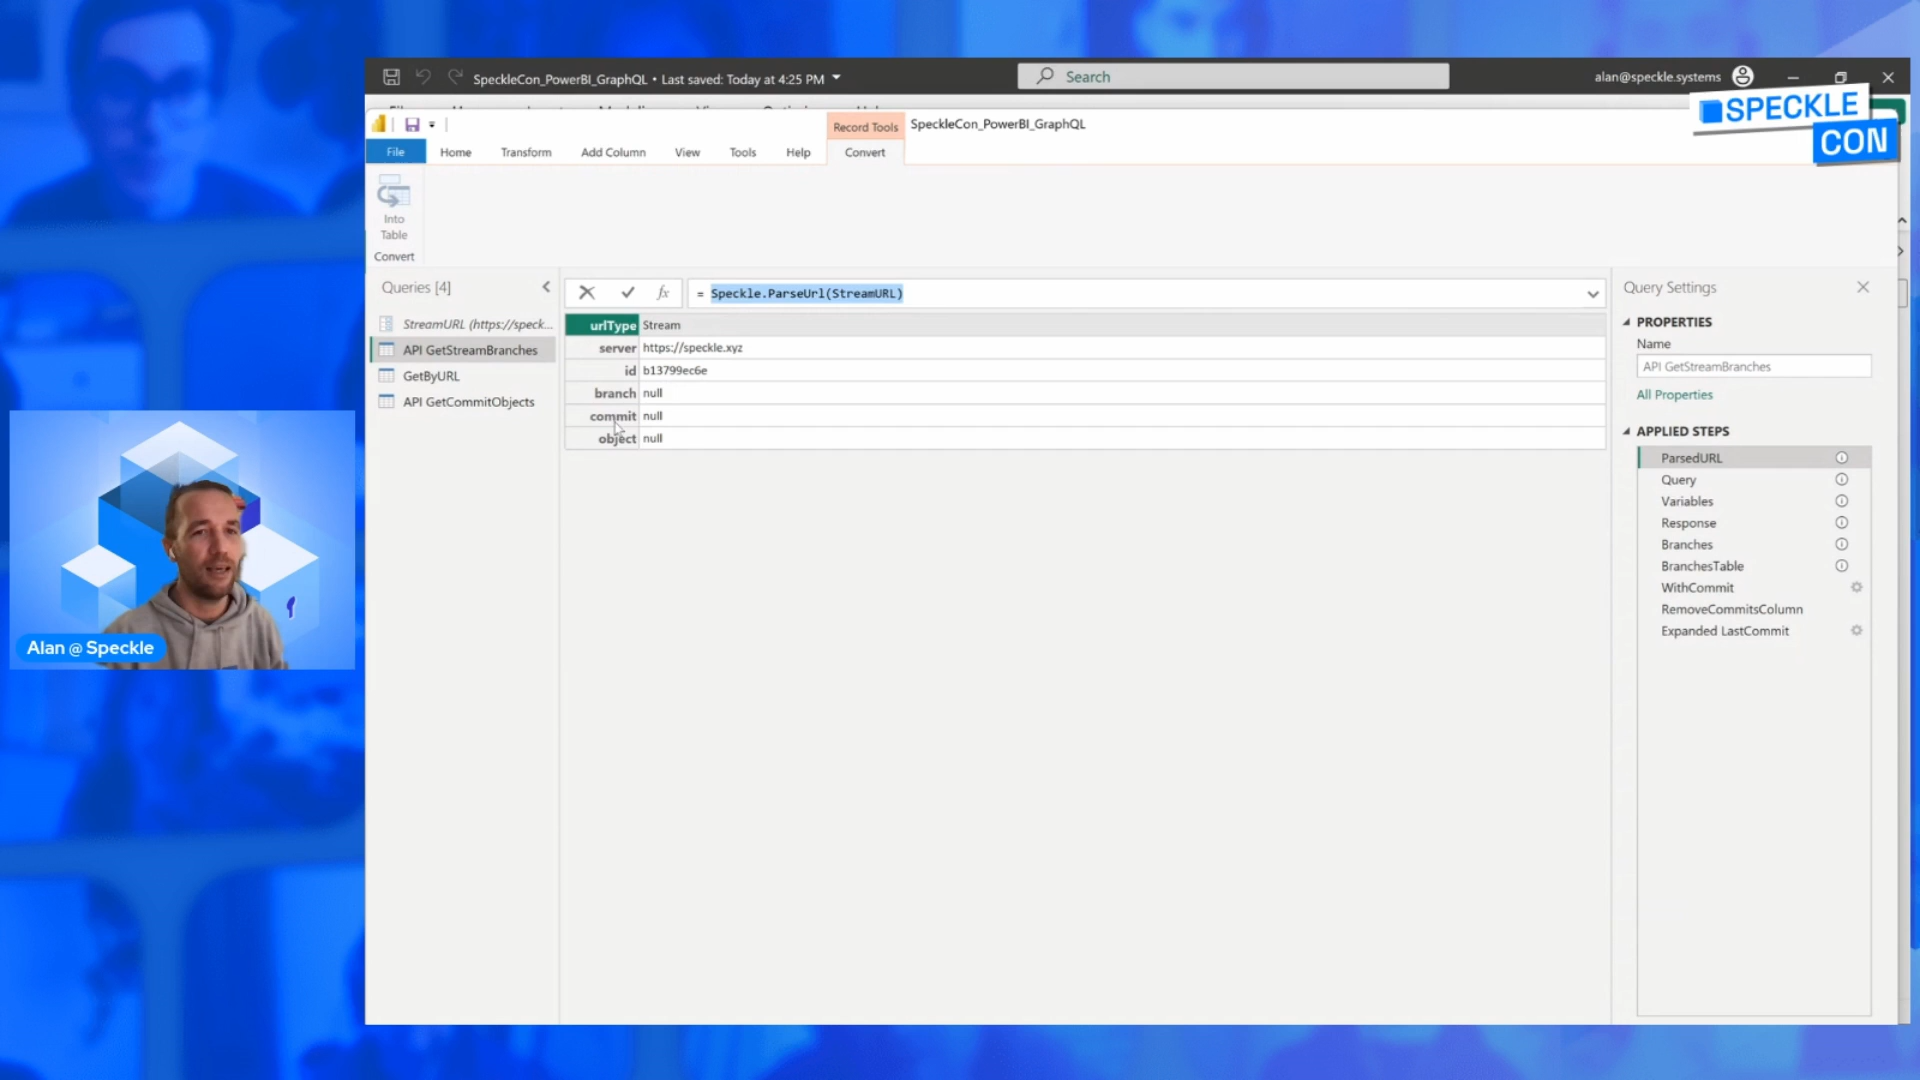 SpeckleCon_PowerBI_GraphQL • Last saved: Today at 4:25 PM
Search
alan@speckle.systems
SPECKLE
CON
Record Tools
SpeckleCon_PowerBI_GraphQL
File
Home
Transform
Add Column
View
Tools
Help
Convert
Into
Table
Convert
Queries [4]
StreamURL (https://speck...
API GetStreamBranches
GetByURL
API GetCommitObjects
fx
= Speckle.ParseUrl(StreamURL)
urlType Stream
server https://speckle.xyz
id b13799ec6e
branch null
commit null
object null
Query Settings
PROPERTIES
Name
API GetStreamBranches
All Properties
APPLIED STEPS
ParsedURL
Query
Variables
Response
Branches
BranchesTable
WithCommit
RemoveCommitsColumn
Expanded LastCommit
Alan @ Speckle